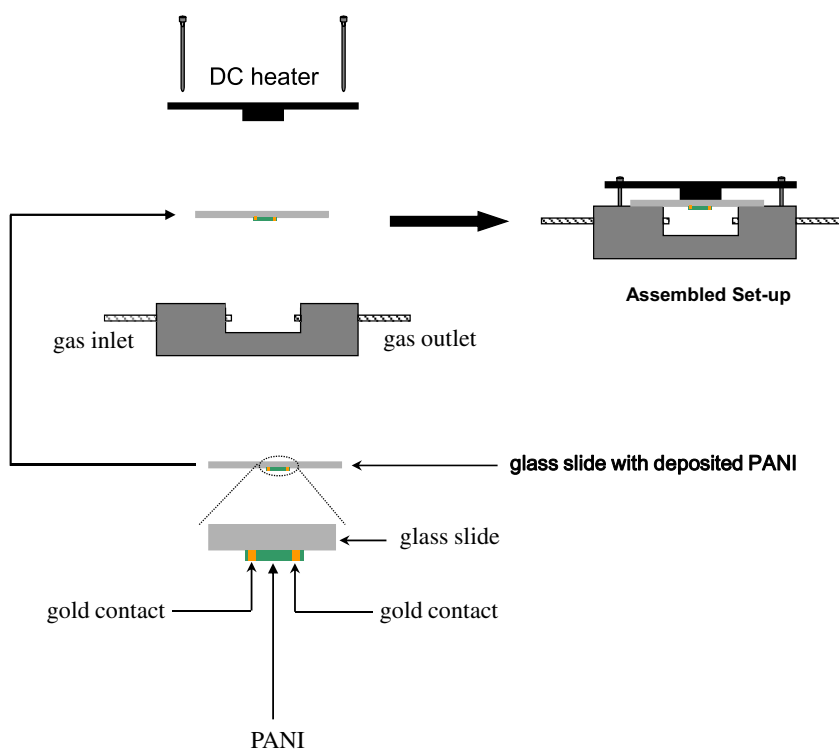 DC heater
Assembled Set-up
gas inlet
gas outlet
glass slide with deposited PANI
glass slide
gold contact
gold contact
PANI